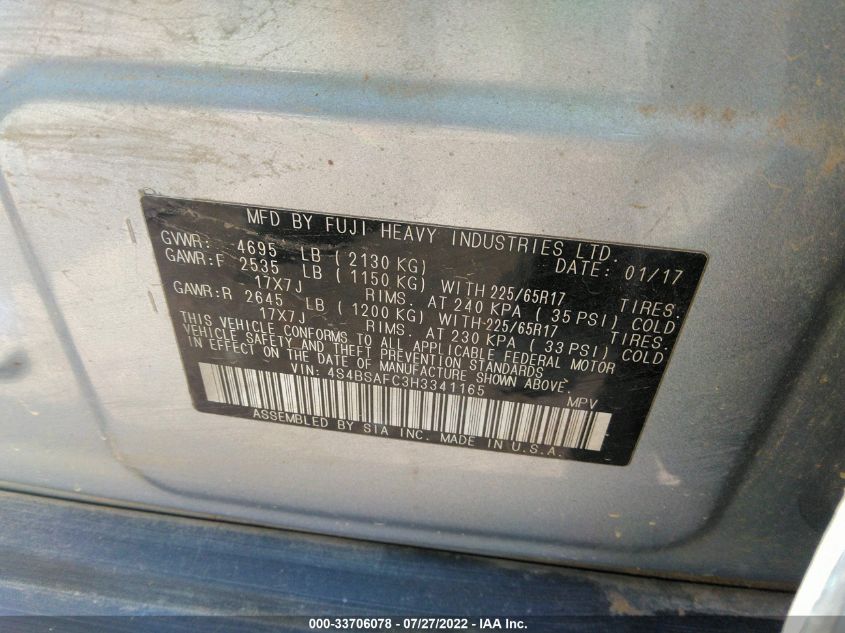 MFD BY FUJI HEAVY INDUSTRIES LTD.
GVWR: 4695 LB (2130 KG) DATE: 01/17
GAWR:F 2535 LB (1150 KG) WITH 225/65R17 TIRES.
17X7J RIMS. AT 240 KPA (35 PSI) COLD
GAWR:R 2645 LB (1200 KG) WITH 225/65R17 TIRES.
17X7J RIMS. AT 230 KPA (33 PSI) COLD
THIS VEHICLE CONFORMS TO ALL APPLICABLE FEDERAL MOTOR
VEHICLE SAFETY AND THEFT PREVENTION STANDARDS
IN EFFECT ON THE DATE OF MANUFACTURE SHOWN ABOVE.
VIN: 4S4BSAFC3H3341165 MPV
ASSEMBLED BY SIA INC. MADE IN U.S.A.
000-33706078 / 07/27/2022 - IAA Inc.